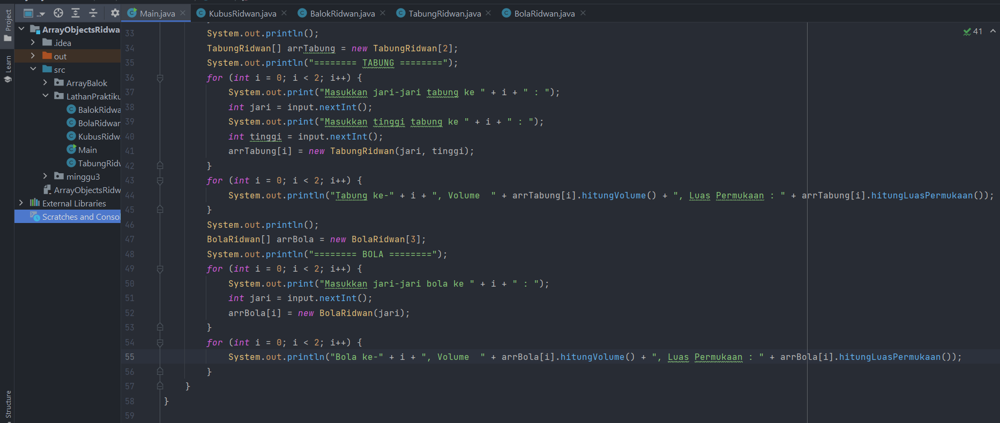 Main.java
KubusRidwan.java
BalokRidwan.java
TabungRidwan.java
BolaRidwan.java
Project
Learn
Structure
ArrayObjectsRidwa
.idea
out
src
ArrayBalok
LathanPraktiku
BalokRidwa
BolaRidwar
KubusRidw
Main
TabungRidw
minggu3
ArrayObjectsRidw
External Libraries
Scratches and Consol
41
33 System.out.println();
34 TabungRidwan[] arrTabung = new TabungRidwan[2];
35 System.out.println("======== TABUNG ========");
36 for (int i = 0; i < 2; i++) {
37 System.out.print("Masukkan jari-jari tabung ke " + i + " : ");
38 int jari = input.nextInt();
39 System.out.print("Masukkan tinggi tabung ke " + i + " : ");
40 int tinggi = input.nextInt();
41 arrTabung[i] = new TabungRidwan(jari, tinggi);
42 }
43 for (int i = 0; i < 2; i++) {
44 System.out.println("Tabung ke-" + i + ", Volume  " + arrTabung[i].hitungVolume() + ", Luas Permukaan : " + arrTabung[i].hitungLuasPermukaan());
45 }
46 System.out.println();
47 BolaRidwan[] arrBola = new BolaRidwan[3];
48 System.out.println("======== BOLA ========");
49 for (int i = 0; i < 2; i++) {
50 System.out.print("Masukkan jari-jari bola ke " + i + " : ");
51 int jari = input.nextInt();
52 arrBola[i] = new BolaRidwan(jari);
53 }
54 for (int i = 0; i < 2; i++) {
55 System.out.println("Bola ke-" + i + ", Volume  " + arrBola[i].hitungVolume() + ", Luas Permukaan : " + arrBola[i].hitungLuasPermukaan());
56 }
57 }
58 }
59